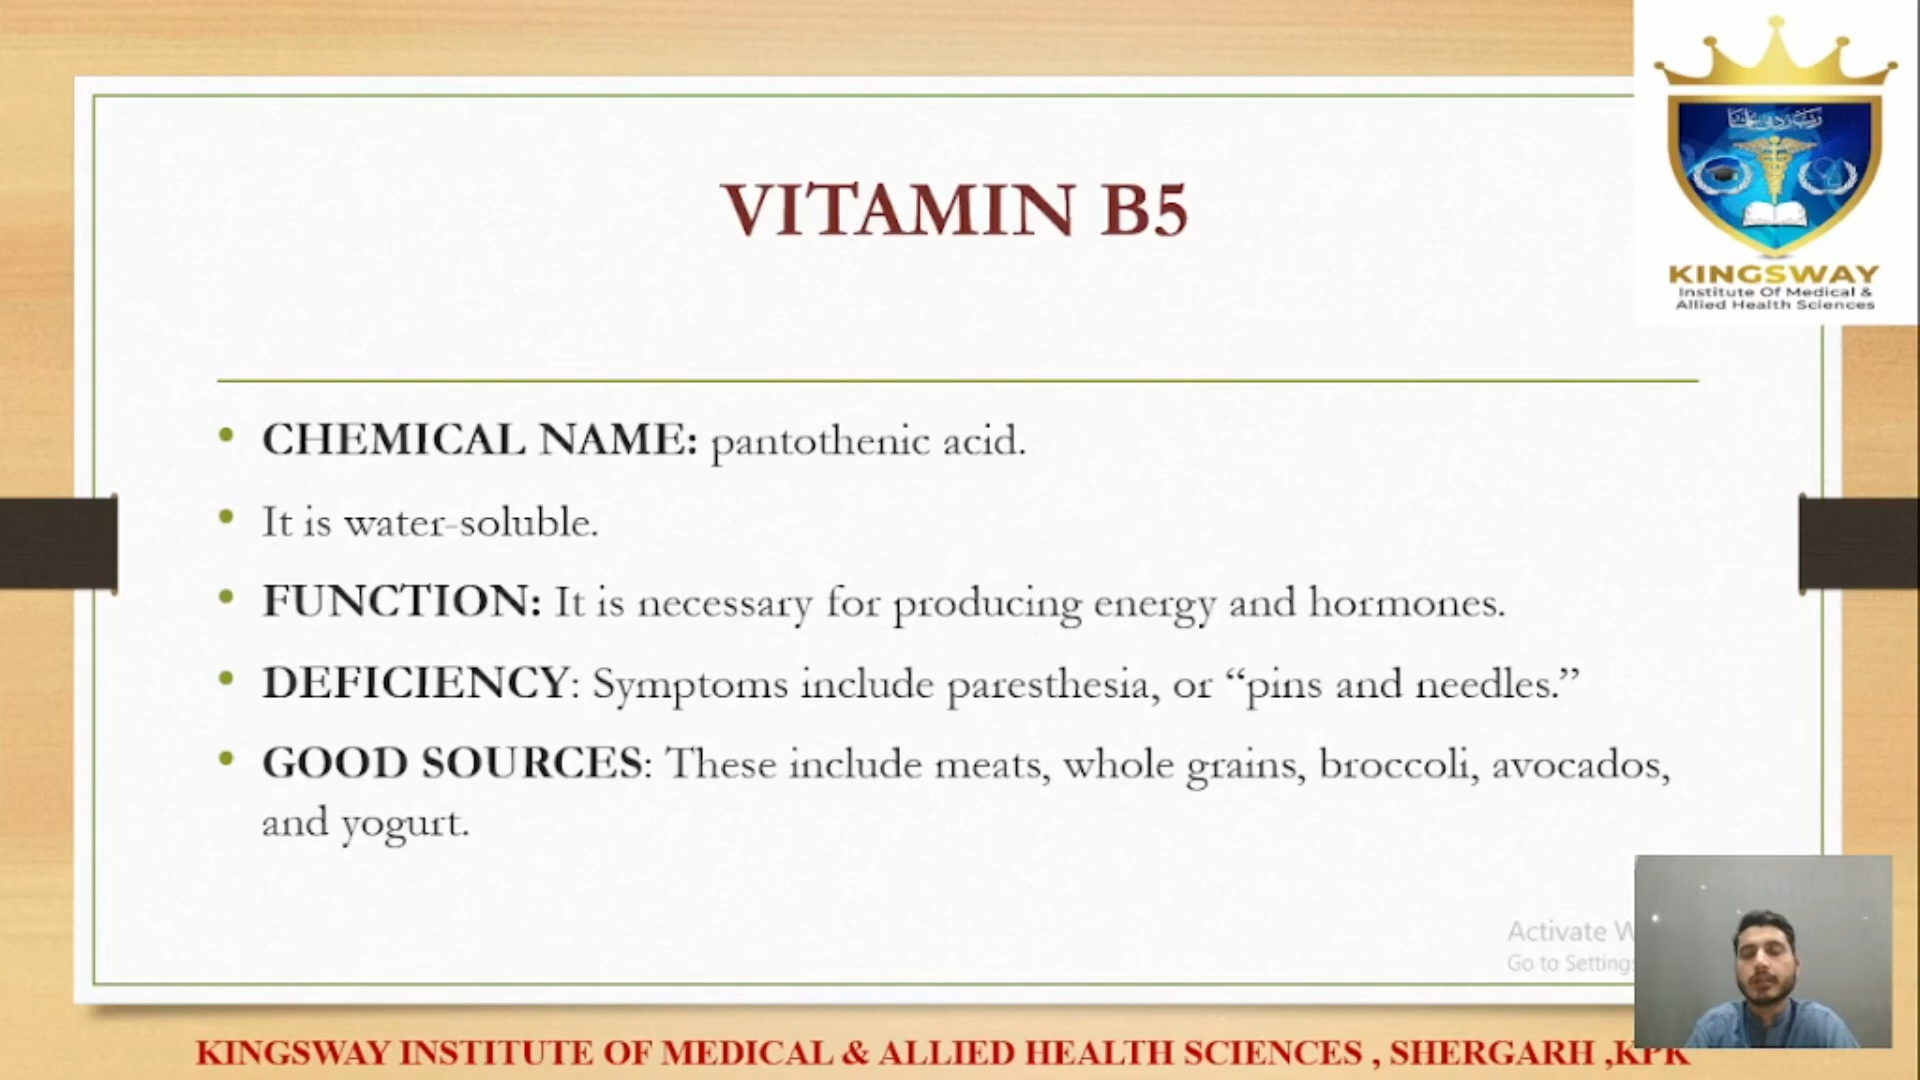 VITAMIN B5
KINGSWAY
Institute Of Medical &
Allied Health Sciences
• CHEMICAL NAME: pantothenic acid.
• It is water-soluble.
• FUNCTION: It is necessary for producing energy and hormones.
• DEFICIENCY: Symptoms include paresthesia, or “pins and needles.”
• GOOD SOURCES: These include meats, whole grains, broccoli, avocados,
and yogurt.
Activate
Go to Settings
KINGSWAY INSTITUTE OF MEDICAL & ALLIED HEALTH SCIENCES , SHERGARH ,KPK